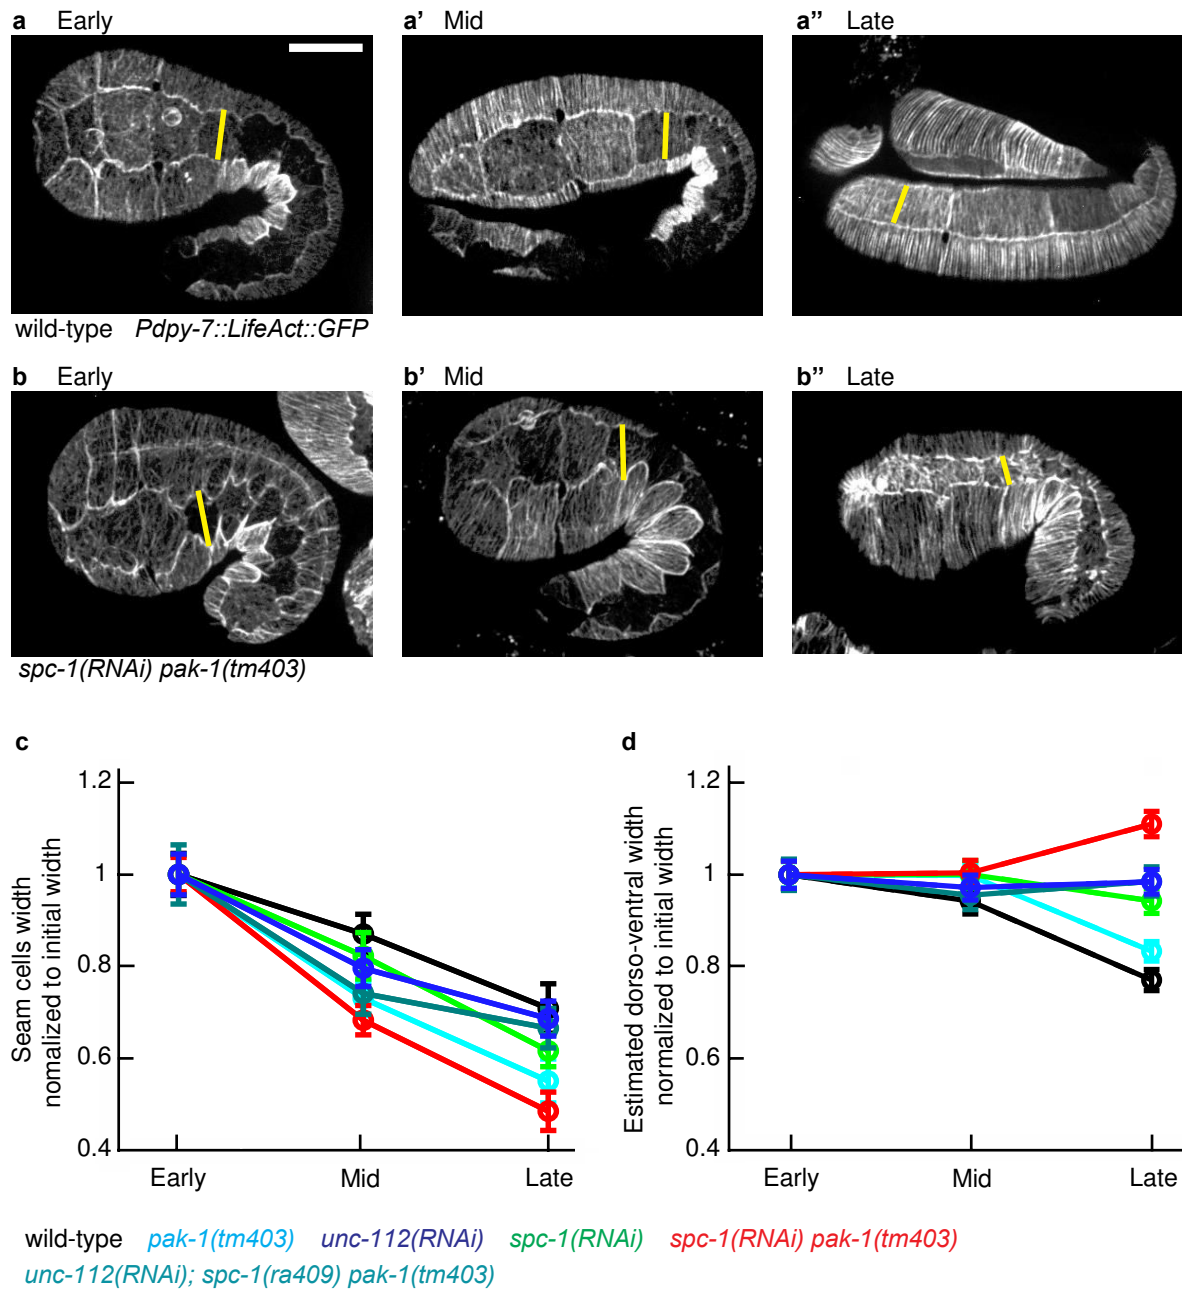 a Early
a' Mid
a" Late
wild-type Pdpy-7::LifeAct::GFP
b Early
b' Mid
b" Late
spc-1(RNAi) pak-1(tm403)
c
Seam cells width
nomalized to initial width
1.2
1
0.8
0.6
0.4
Early Mid Late
d
Estimated dorso-ventral width
normalized to initial width
1.2
1
0.8
0.6
0.4
Early Mid Late
wild-type pak-1(tm403) unc-112(RNAi) spc-1(RNAi) spc-1(RNAi) pak-1(tm403)
unc-112(RNAi); spc-1(ra409) pak-1(tm403)